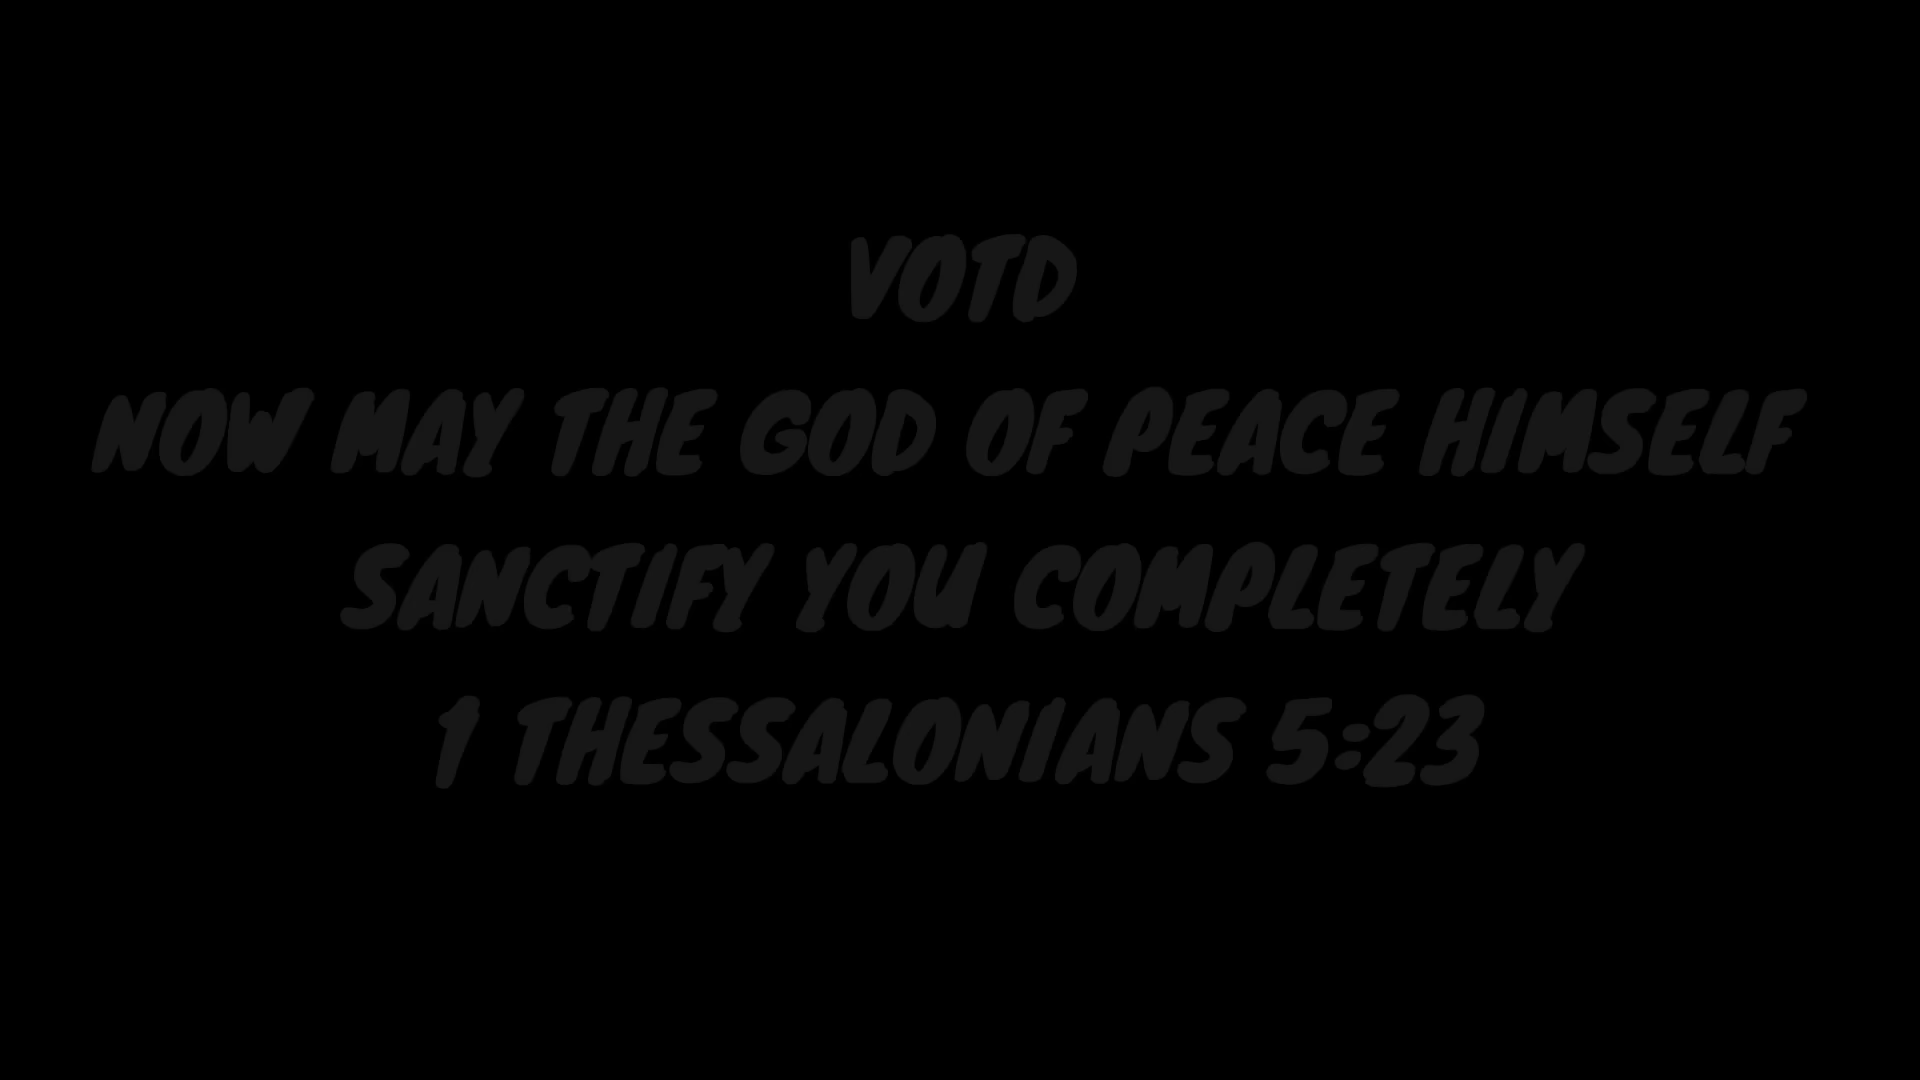 VOTD
NOW MAY THE GOD OF PEACE HIMSELF
SANCTIFY YOU COMPLETELY
1 THESSALONIANS 5:23